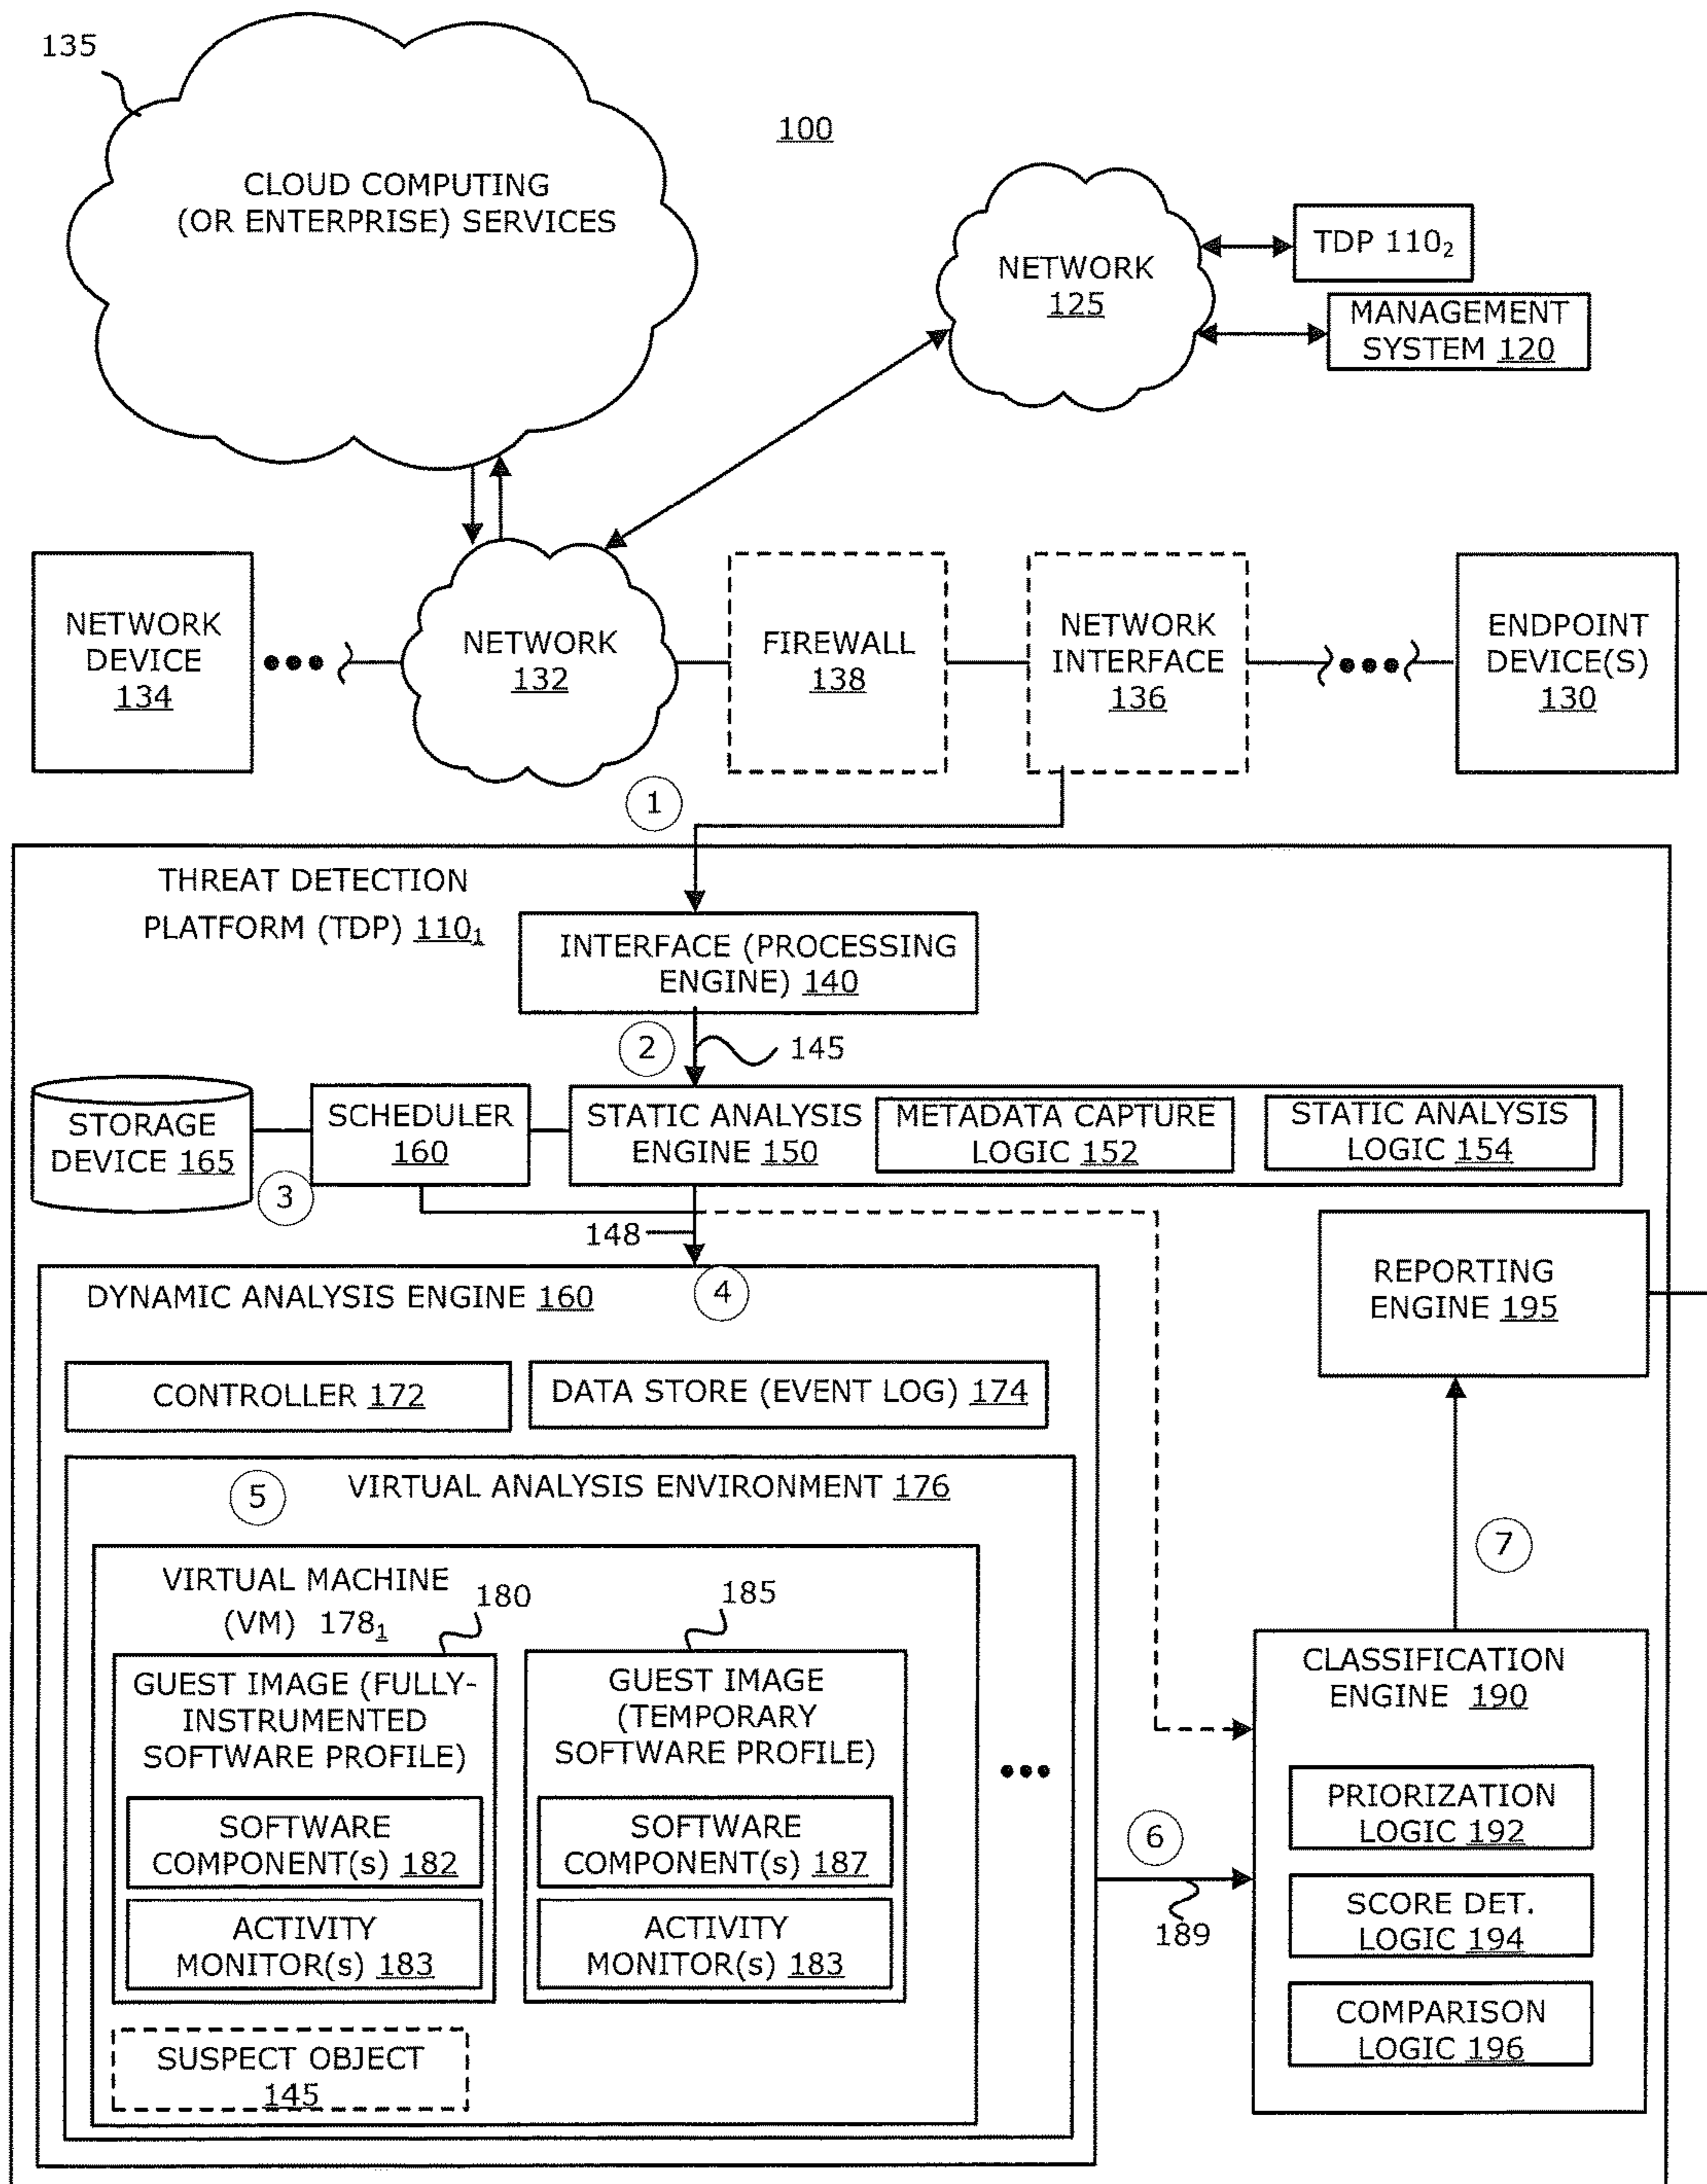 135
100
CLOUD COMPUTING
(OR ENTERPRISE) SERVICES
NETWORK
125
TDP 110₂
MANAGEMENT
SYSTEM 120
NETWORK
DEVICE
134
NETWORK
132
FIREWALL
138
NETWORK
INTERFACE
136
ENDPOINT
DEVICE(S)
130
1
THREAT DETECTION
PLATFORM (TDP) 110₁
INTERFACE (PROCESSING
ENGINE) 140
2
145
STORAGE
DEVICE 165
SCHEDULER
160
STATIC ANALYSIS
ENGINE 150
METADATA CAPTURE
LOGIC 152
STATIC ANALYSIS
LOGIC 154
3
148
4
DYNAMIC ANALYSIS ENGINE 160
REPORTING
ENGINE 195
CONTROLLER 172
DATA STORE (EVENT LOG) 174
5
VIRTUAL ANALYSIS ENVIRONMENT 176
7
VIRTUAL MACHINE
(VM) 178₁
180
185
GUEST IMAGE (FULLY-
INSTRUMENTED
SOFTWARE PROFILE)
GUEST IMAGE
(TEMPORARY
SOFTWARE PROFILE)
SOFTWARE
COMPONENT(s) 182
SOFTWARE
COMPONENT(s) 187
ACTIVITY
MONITOR(s) 183
ACTIVITY
MONITOR(s) 183
SUSPECT OBJECT
145
6
189
CLASSIFICATION
ENGINE 190
PRIORIZATION
LOGIC 192
SCORE DET.
LOGIC 194
COMPARISON
LOGIC 196